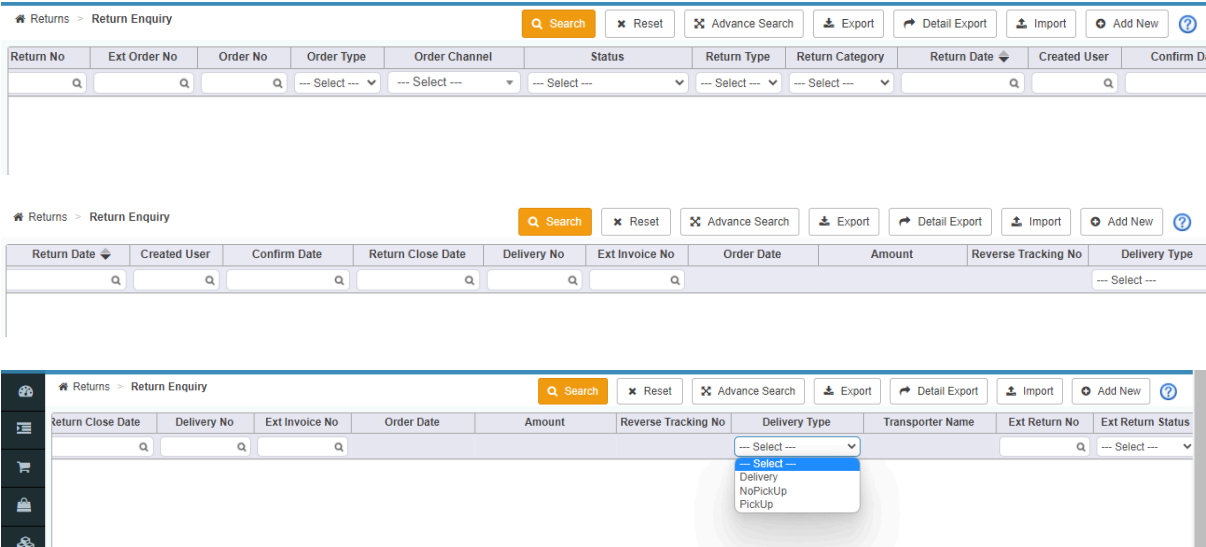 Returns > Return Enquiry Search Reset Advance Search Export Detail Export Import Add New ?
Return No Ext Order No Order No Order Type Order Channel Status Return Type Return Category Return Date Created User Confirm Da
--- Select --- --- Select --- --- Select --- --- Select --- --- Select ---
Returns > Return Enquiry Search Reset Advance Search Export Detail Export Import Add New ?
Return Date Created User Confirm Date Return Close Date Delivery No Ext Invoice No Order Date Amount Reverse Tracking No Delivery Type
--- Select ---
Returns > Return Enquiry Search Reset Advance Search Export Detail Export Import Add New ?
Return Close Date Delivery No Ext Invoice No Order Date Amount Reverse Tracking No Delivery Type Transporter Name Ext Return No Ext Return Status
--- Select --- --- Select ---
--- Select ---
Delivery
NoPickUp
PickUp